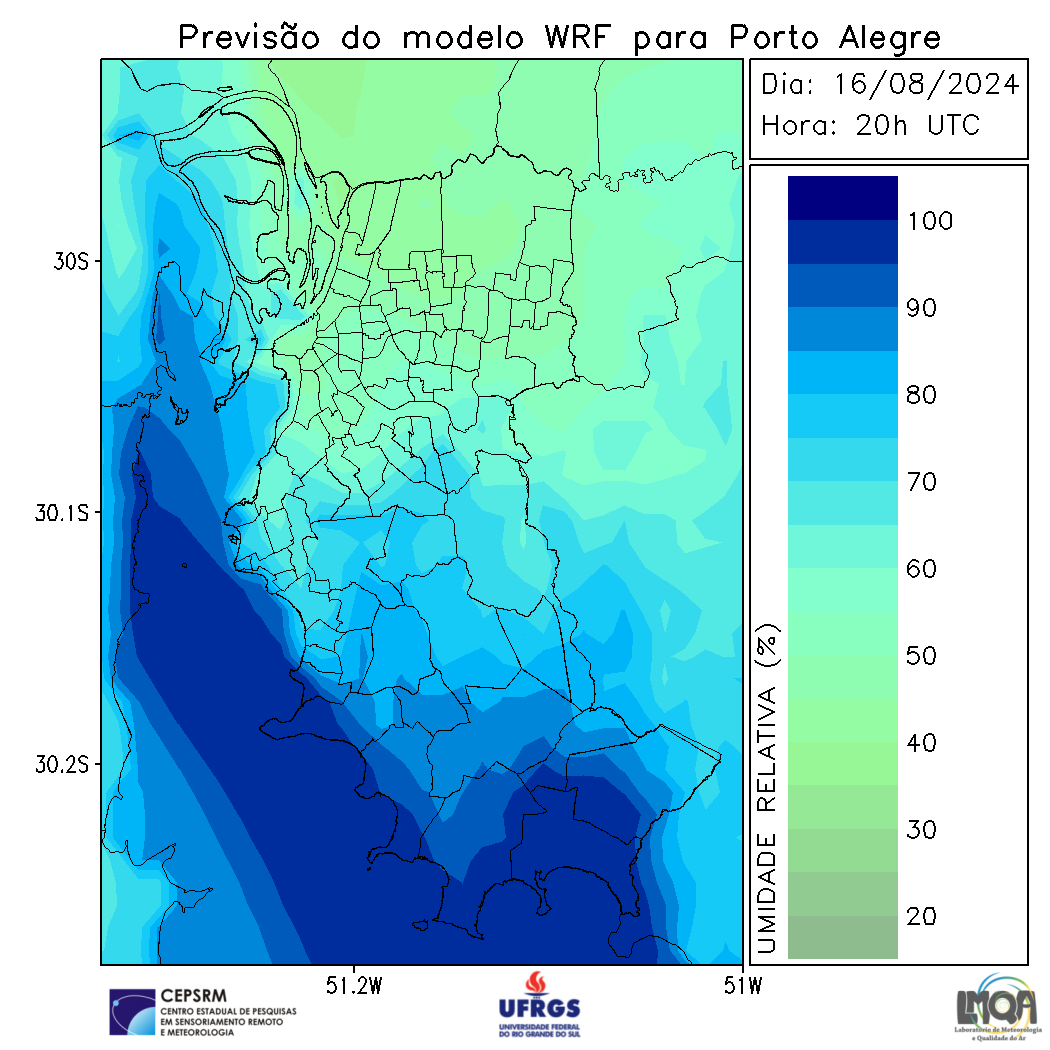 Previsão do modelo WRF para Porto Alegre
Dia: 16/08/2024
Hora: 20h UTC
30S
30.1S
30.2S
51.2W
51W
UMIDADE RELATIVA (%)
100
90
80
70
60
50
40
30
20
CEPSRM
CENTRO ESTADUAL DE PESQUISAS
EM SENSORIAMENTO REMOTO
E METEOROLOGIA
UFRGS
UNIVERSIDADE FEDERAL
DO RIO GRANDE DO SUL
LMQA
Laboratório de Meteorologia
e Qualidade do Ar